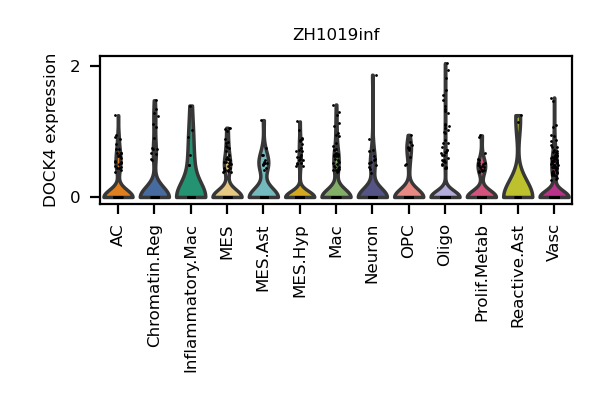 ZH1019inf
DOCK4 expression
2
0
AC
Chromatin.Reg
Inflammatory.Mac
MES
MES.Ast
MES.Hyp
Mac
Neuron
OPC
Oligo
Prolif.Metab
Reactive.Ast
Vasc